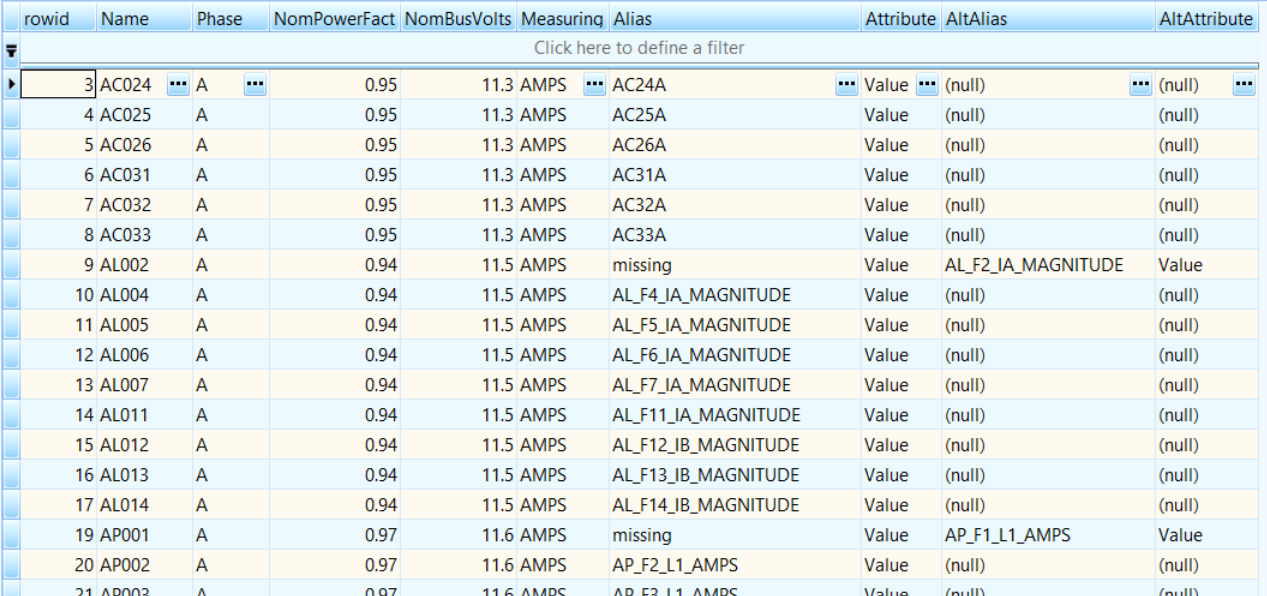 rowid Name Phase NomPowerFact NomBusVolts Measuring Alias Attribute AltAlias AltAttribute
Click here to define a filter
3 AC024 ... A ... 0.95 11.3 AMPS ... AC24A ... Value ... (null) ... (null) ...
4 AC025 A 0.95 11.3 AMPS AC25A Value (null) (null)
5 AC026 A 0.95 11.3 AMPS AC26A Value (null) (null)
6 AC031 A 0.95 11.3 AMPS AC31A Value (null) (null)
7 AC032 A 0.95 11.3 AMPS AC32A Value (null) (null)
8 AC033 A 0.95 11.3 AMPS AC33A Value (null) (null)
9 AL002 A 0.94 11.5 AMPS missing Value AL_F2_IA_MAGNITUDE Value
10 AL004 A 0.94 11.5 AMPS AL_F4_IA_MAGNITUDE Value (null) (null)
11 AL005 A 0.94 11.5 AMPS AL_F5_IA_MAGNITUDE Value (null) (null)
12 AL006 A 0.94 11.5 AMPS AL_F6_IA_MAGNITUDE Value (null) (null)
13 AL007 A 0.94 11.5 AMPS AL_F7_IA_MAGNITUDE Value (null) (null)
14 AL011 A 0.94 11.5 AMPS AL_F11_IA_MAGNITUDE Value (null) (null)
15 AL012 A 0.94 11.5 AMPS AL_F12_IB_MAGNITUDE Value (null) (null)
16 AL013 A 0.94 11.5 AMPS AL_F13_IB_MAGNITUDE Value (null) (null)
17 AL014 A 0.94 11.5 AMPS AL_F14_IB_MAGNITUDE Value (null) (null)
19 AP001 A 0.97 11.6 AMPS missing Value AP_F1_L1_AMPS Value
20 AP002 A 0.97 11.6 AMPS AP_F2_L1_AMPS Value (null) (null)
21 AP003 A 0.97 11.6 AMPS AP_F3_L1_AMPS Value (null) (null)